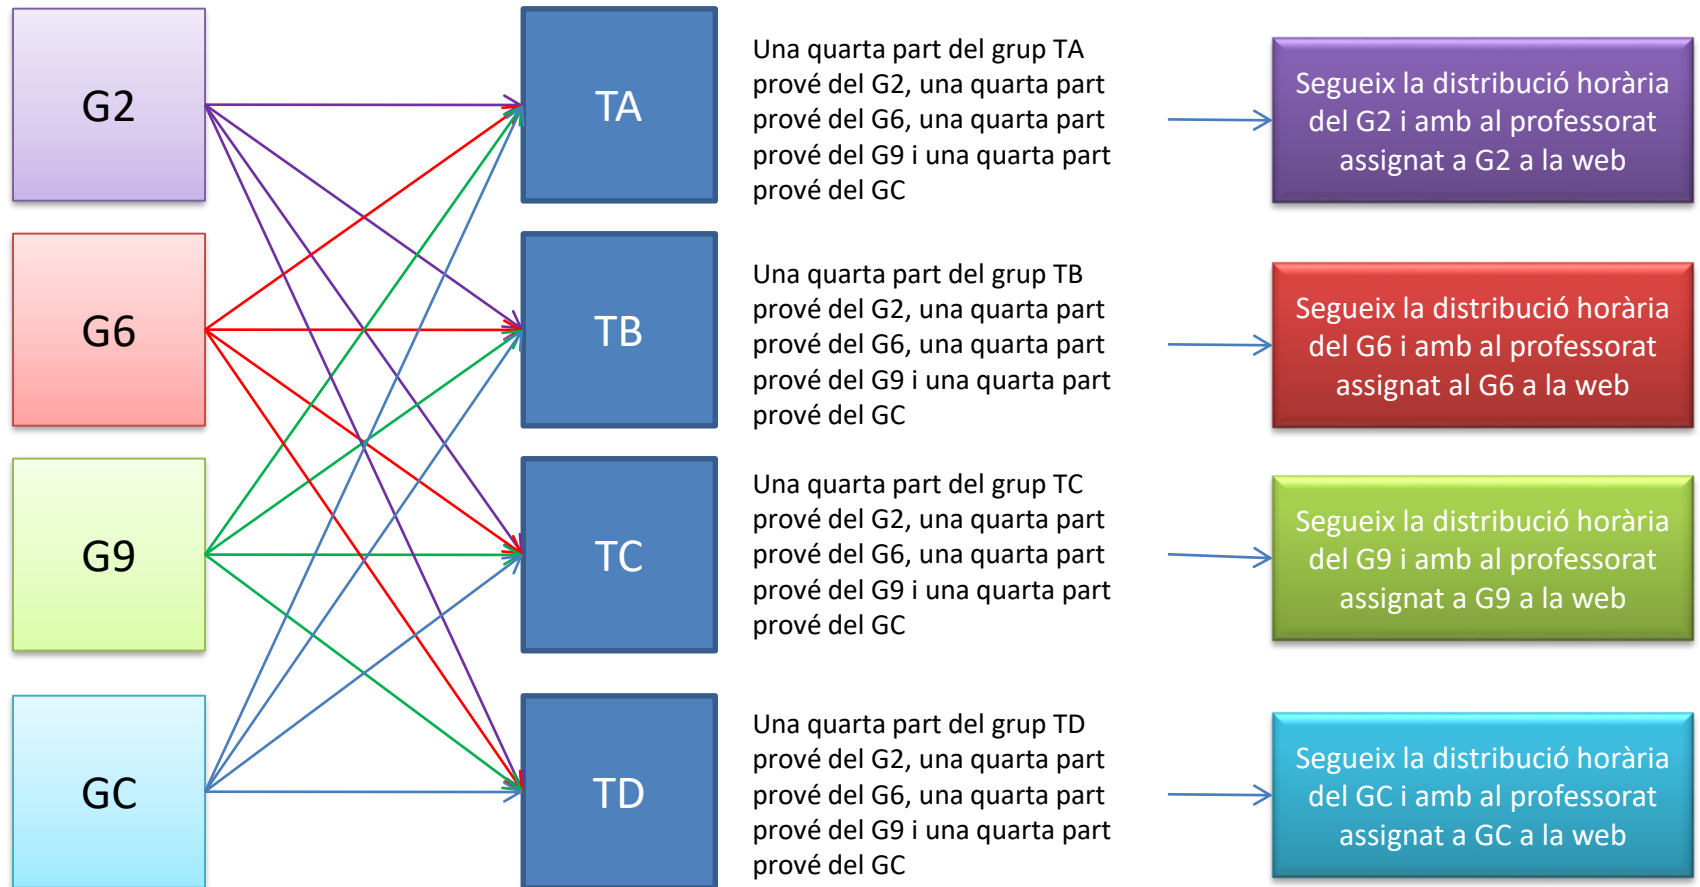 G2
TA
Una quarta part del grup TA
prové del G2, una quarta part
prové del G6, una quarta part
prové del G9 i una quarta part
prové del GC
Segueix la distribució horària
del G2 i amb al professorat
assignat a G2 a la web
G6
TB
Una quarta part del grup TB
prové del G2, una quarta part
prové del G6, una quarta part
prové del G9 i una quarta part
prové del GC
Segueix la distribució horària
del G6 i amb al professorat
assignat al G6 a la web
G9
TC
Una quarta part del grup TC
prové del G2, una quarta part
prové del G6, una quarta part
prové del G9 i una quarta part
prové del GC
Segueix la distribució horària
del G9 i amb al professorat
assignat a G9 a la web
GC
TD
Una quarta part del grup TD
prové del G2, una quarta part
prové del G6, una quarta part
prové del G9 i una quarta part
prové del GC
Segueix la distribució horària
del GC i amb al professorat
assignat a GC a la web